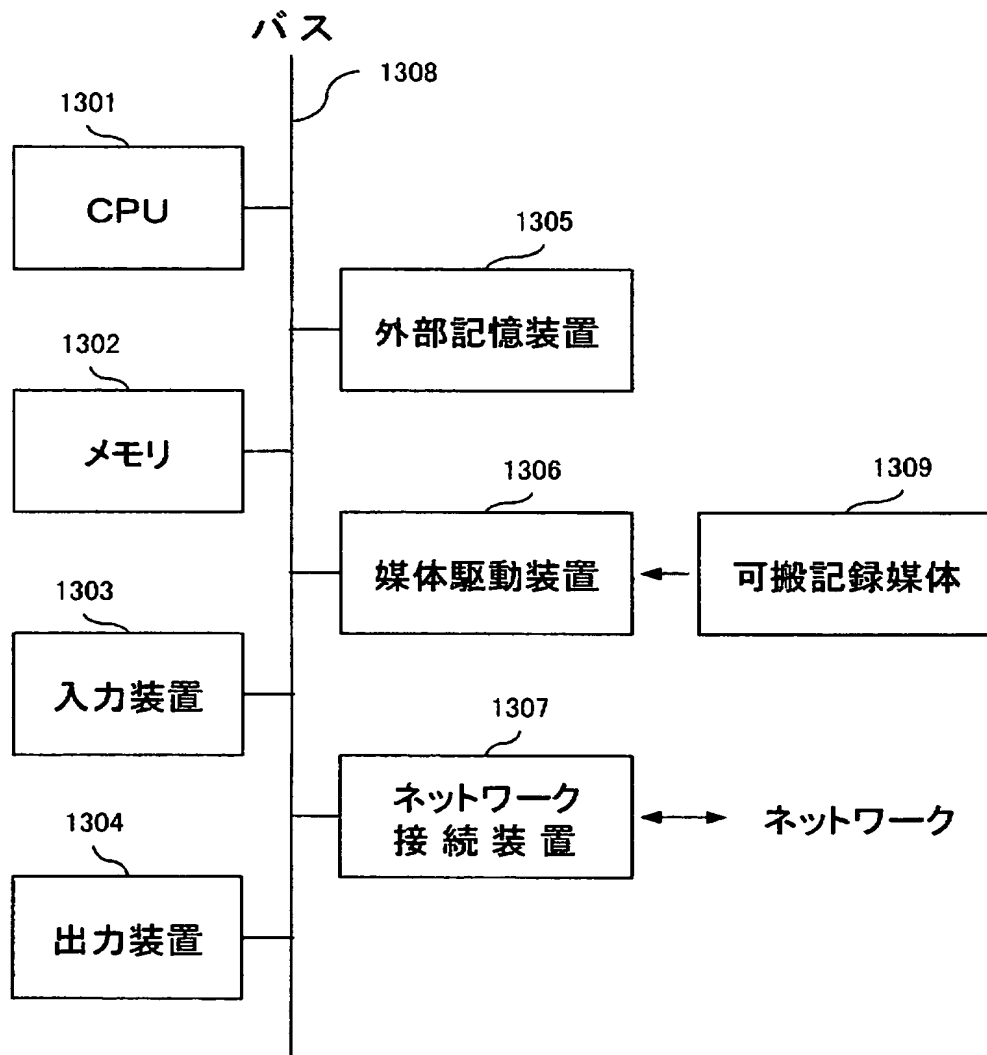 バス
1308
1301
CPU
1305
外部記憶装置
1302
メモリ
1306
媒体駆動装置
1309
可搬記録媒体
1303
入力装置
1307
ネットワーク
接続装置
ネットワーク
1304
出力装置